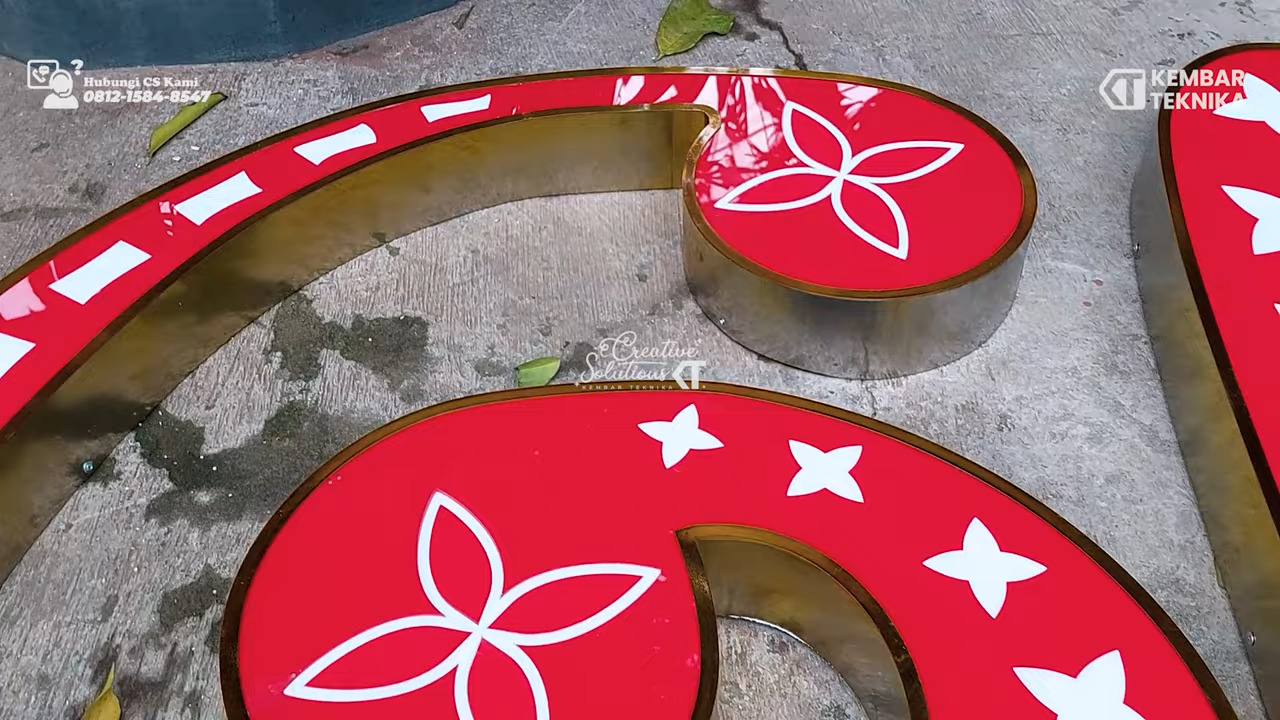 ?
Hubungi CS Kami
0812-1584-8547
KEMBAR
TEKNIKA
Creative
Solutions
KEMBAR TEKNIKA